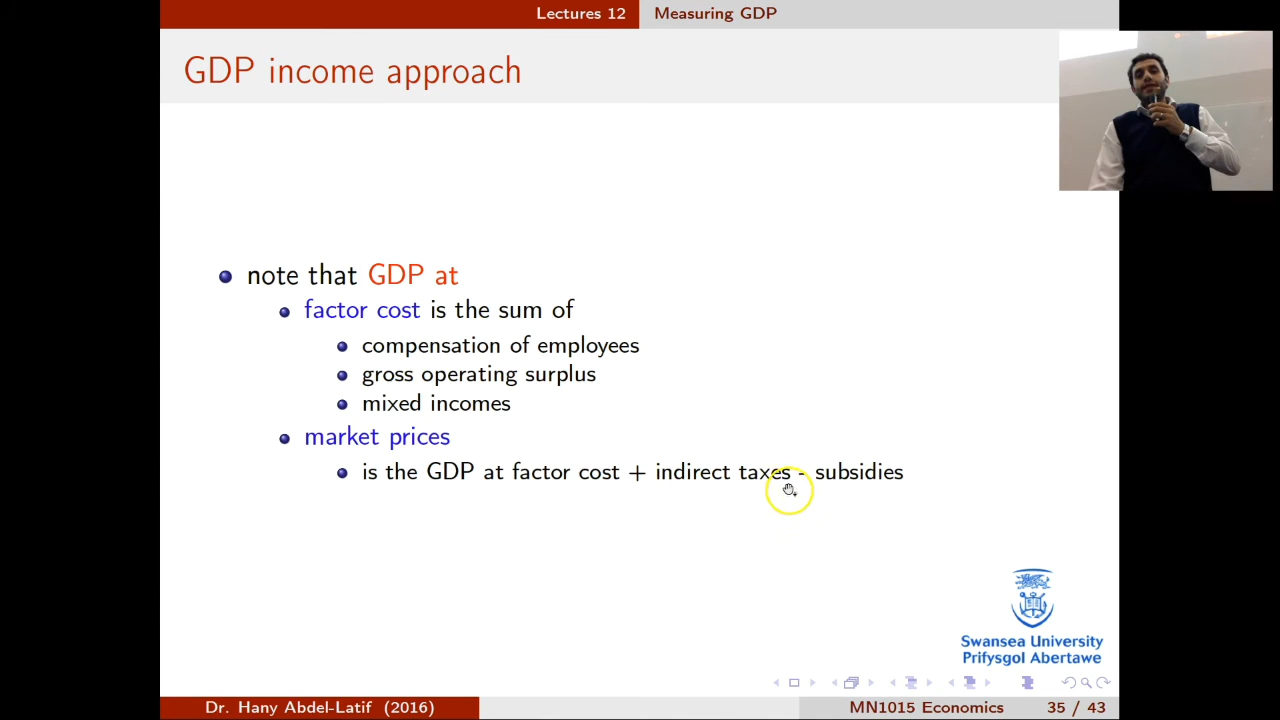 Lectures 12 Measuring GDP
GDP income approach
note that GDP at
factor cost is the sum of
compensation of employees
gross operating surplus
mixed incomes
market prices
is the GDP at factor cost + indirect taxes - subsidies
Swansea University
Prifysgol Abertawe
Dr. Hany Abdel-Latif (2016) MN1015 Economics 35 / 43